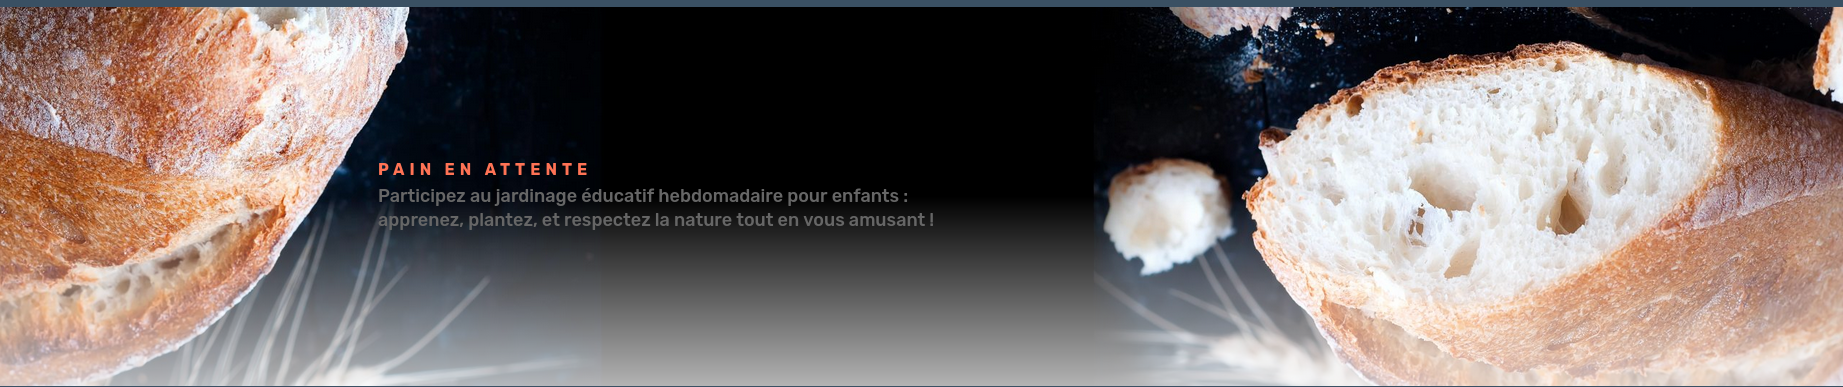 PAIN EN ATTENTE
Participez au jardinage éducatif hebdomadaire pour enfants :
apprenez, plantez, et respectez la nature tout en vous amusant !